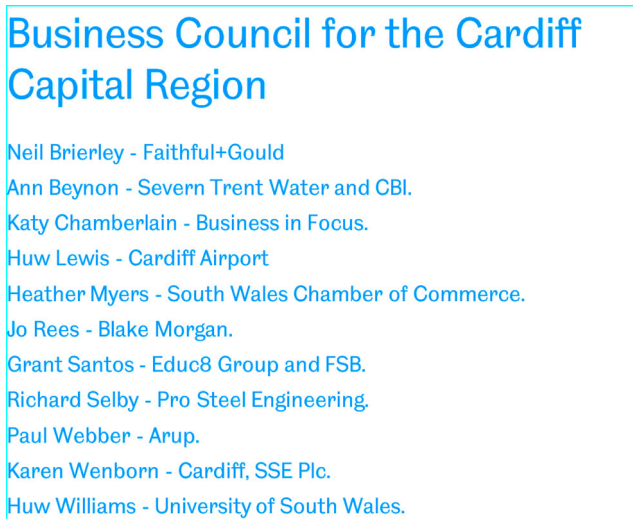 Business Council for the Cardiff
Capital Region
Neil Brierley - Faithful+Gould
Ann Beynon - Severn Trent Water and CBI.
Katy Chamberlain - Business in Focus.
Huw Lewis - Cardiff Airport
Heather Myers - South Wales Chamber of Commerce.
Jo Rees - Blake Morgan.
Grant Santos - Educ8 Group and FSB.
Richard Selby - Pro Steel Engineering.
Paul Webber - Arup.
Karen Wenborn - Cardiff, SSE Plc.
Huw Williams - University of South Wales.